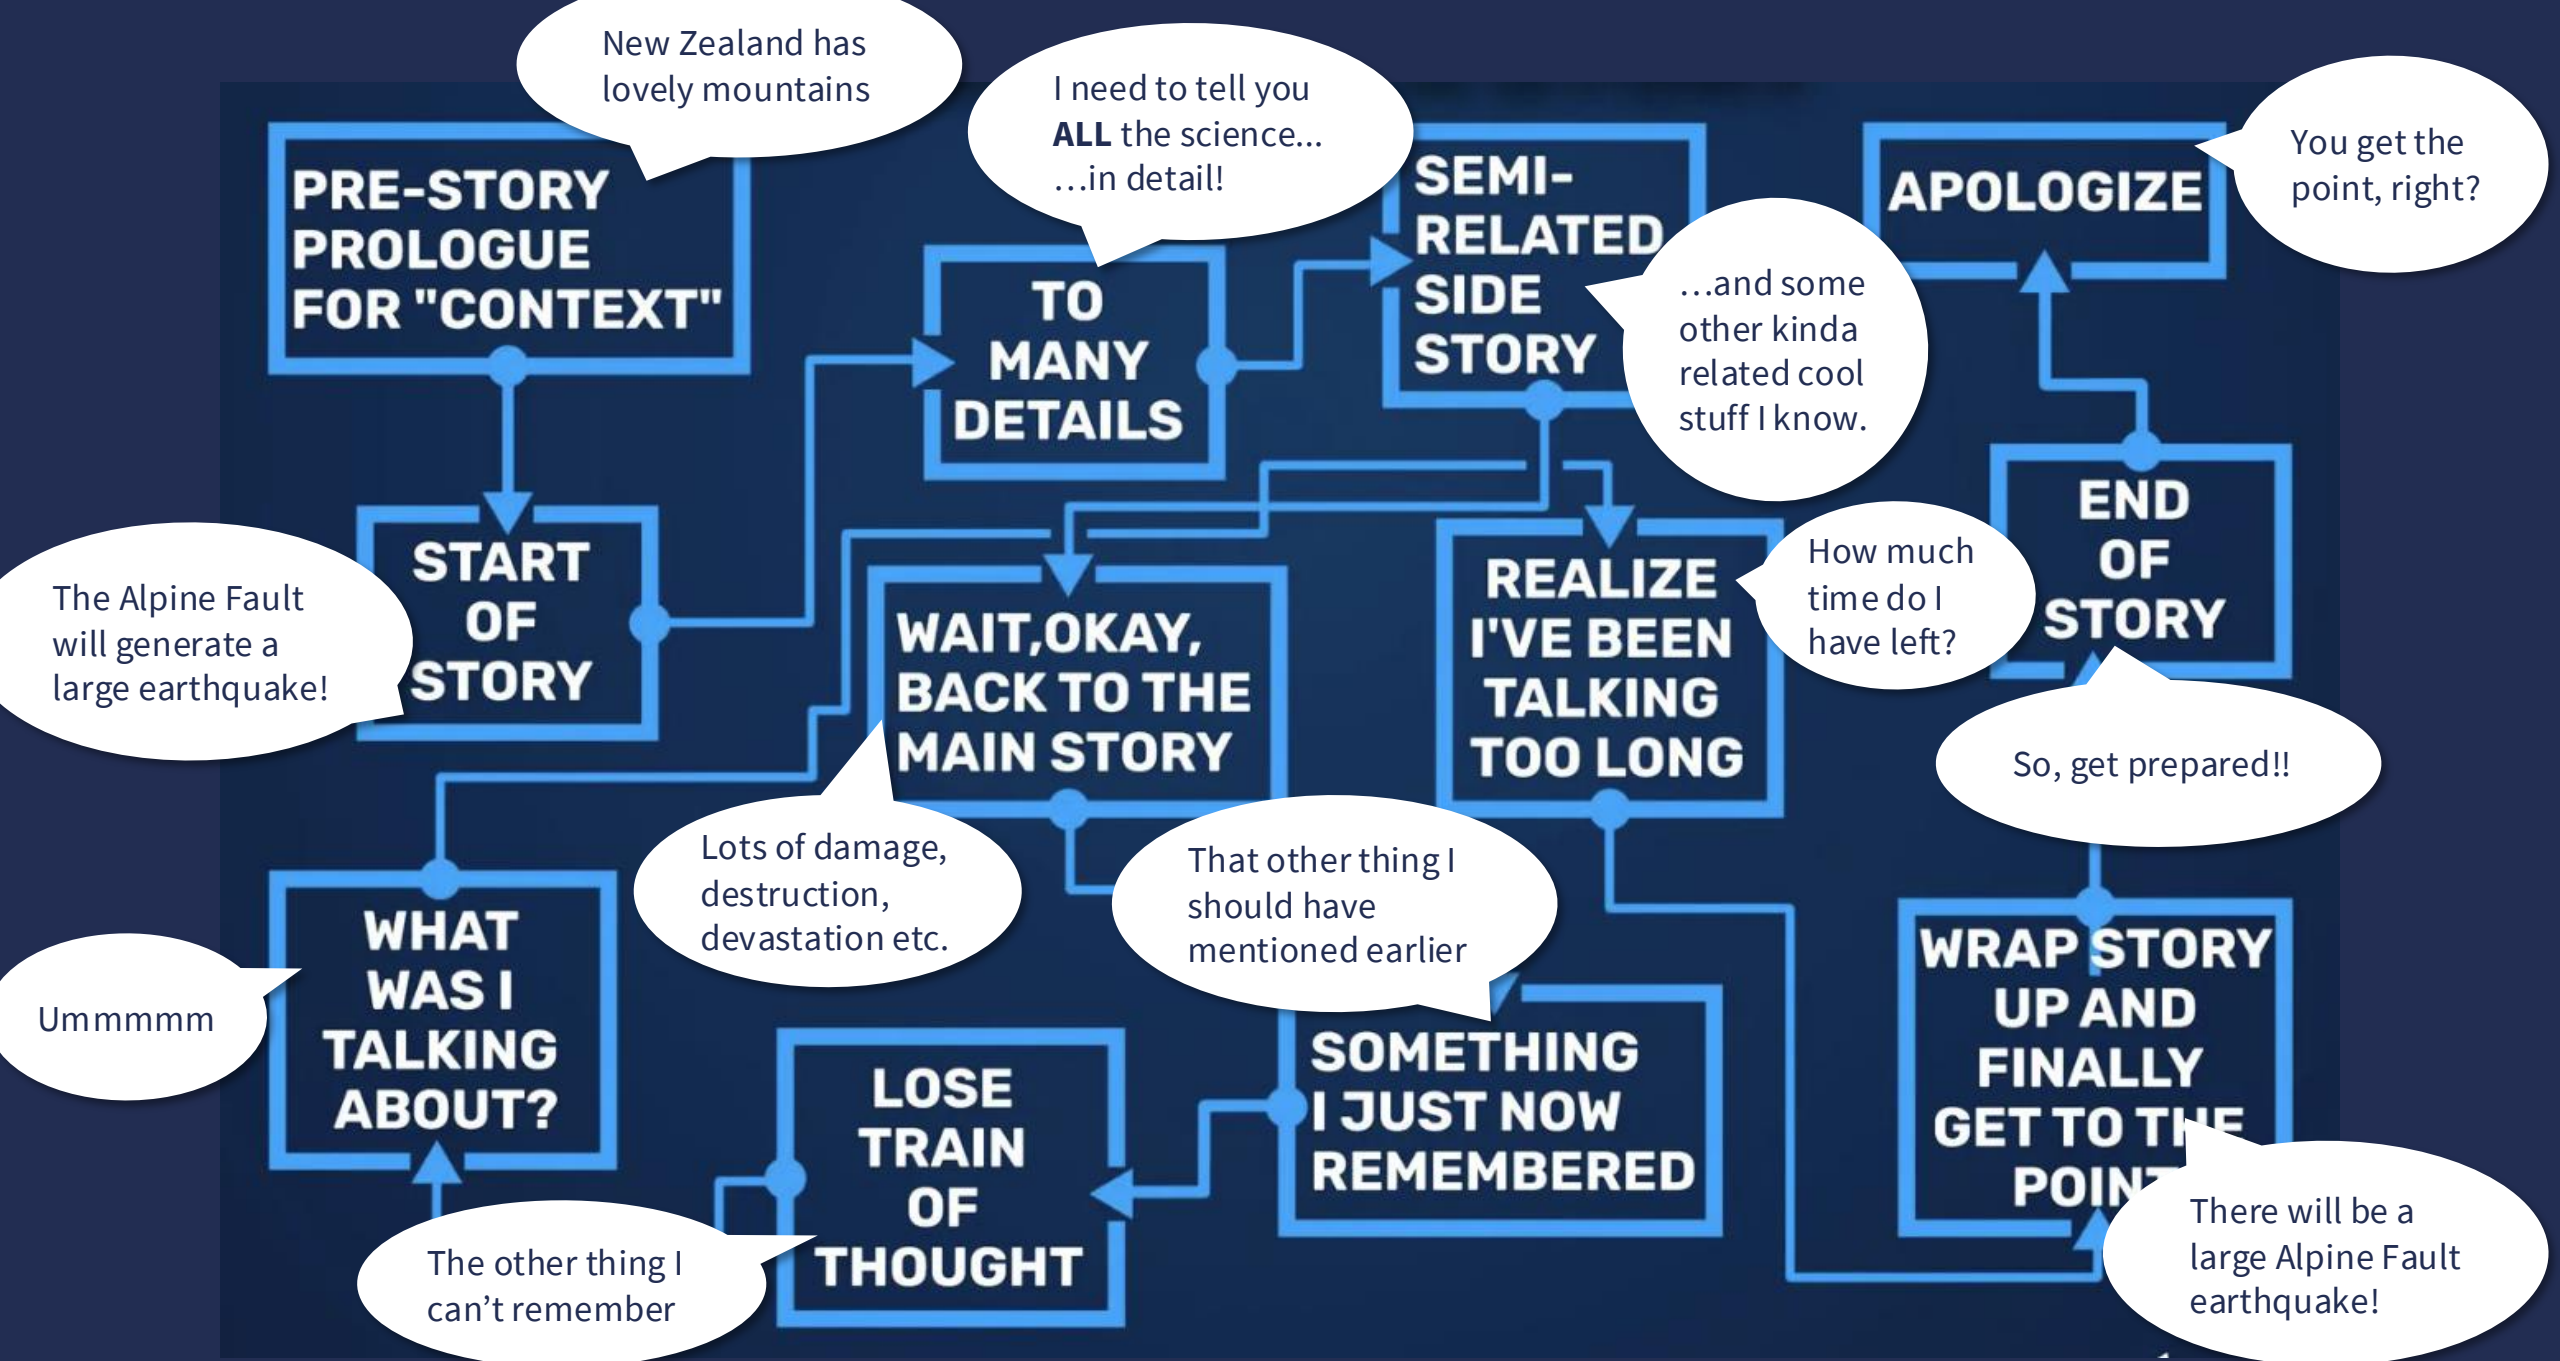 New Zealand has
lovely mountains
PRE-STORY
PROLOGUE
FOR "CONTEXT"
The Alpine Fault
will generate a
large earthquake!
START
OF
STORY
I need to tell you
ALL the science...
...in detail!
TO
MANY
DETAILS
SEMI-
RELATED
SIDE
STORY
...and some
other kinda
related cool
stuff I know.
WAIT,OKAY,
BACK TO THE
MAIN STORY
Lots of damage,
destruction,
devastation etc.
That other thing I
should have
mentioned earlier
SOMETHING
I JUST NOW
REMEMBERED
LOSE
TRAIN
OF
THOUGHT
The other thing I
can't remember
WHAT
WAS I
TALKING
ABOUT?
Ummmmm
REALIZE
I'VE BEEN
TALKING
TOO LONG
How much
time do I
have left?
WRAP STORY
UP AND
FINALLY
GET TO THE
POINT
There will be a
large Alpine Fault
earthquake!
END
OF
STORY
So, get prepared!!
APOLOGIZE
You get the
point, right?